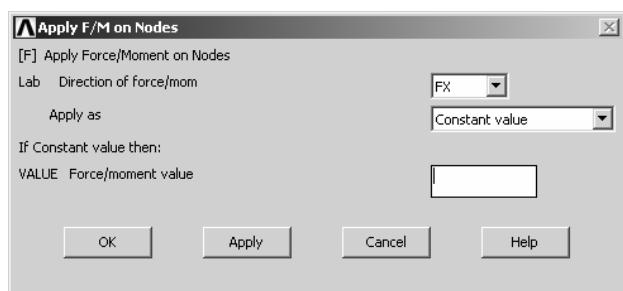 Apply F/M on Nodes
[F] Apply Force/Moment on Nodes
Lab Direction of force/mom FX
Apply as Constant value
If Constant value then:
VALUE Force/moment value
OK Apply Cancel Help